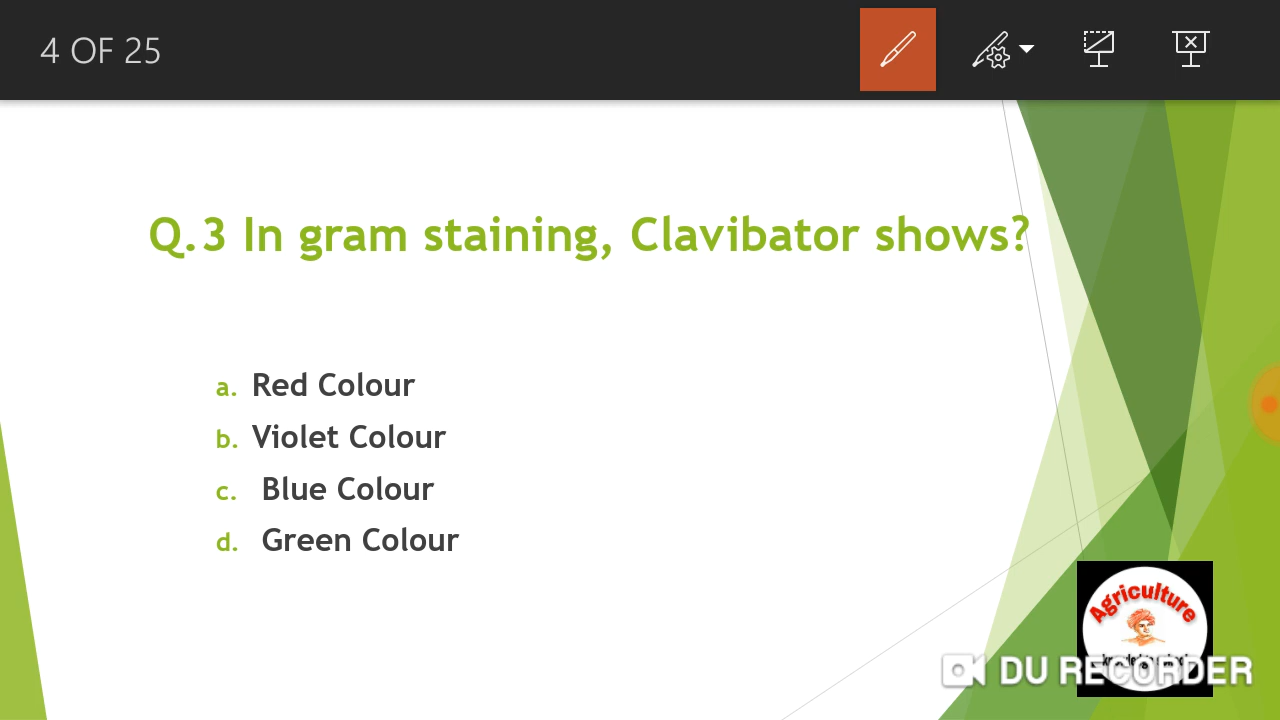 4 OF 25
Q.3 In gram staining, Clavibator shows?
a. Red Colour
b. Violet Colour
c. Blue Colour
d. Green Colour
Agriculture
DU RECORDER